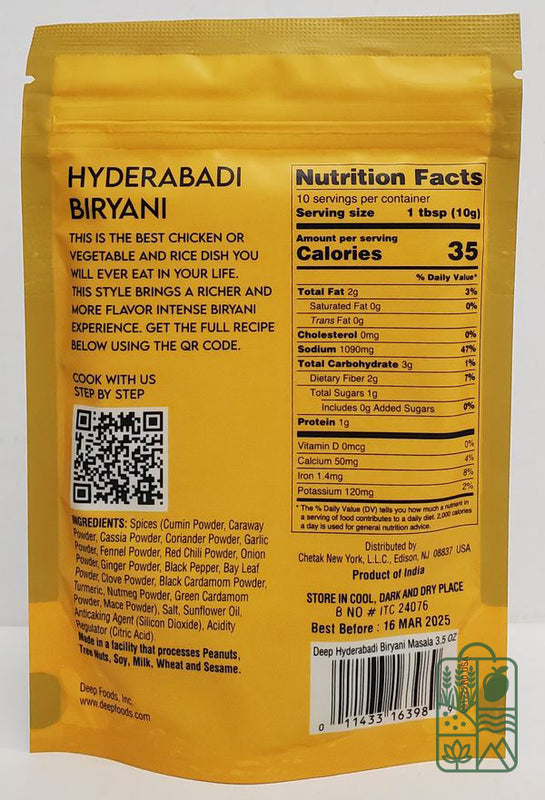 HYDERABADI
BIRYANI
THIS IS THE BEST CHICKEN OR
VEGETABLE AND RICE DISH YOU
WILL EVER EAT IN YOUR LIFE.
THIS STYLE BRINGS A RICHER AND
MORE FLAVOR INTENSE BIRYANI
EXPERIENCE. GET THE FULL RECIPE
BELOW USING THE QR CODE.
COOK WITH US
STEP BY STEP
INGREDIENTS: Spices (Cumin Powder, Caraway
Powder, Cassia Powder, Coriander Powder, Garlic
Powder, Fennel Powder, Red Chili Powder, Onion
Powder, Ginger Powder, Black Pepper, Bay Leaf
Powder, Clove Powder, Black Cardamom Powder,
Turmeric, Nutmeg Powder, Green Cardamom
Powder, Mace Powder), Salt, Sunflower Oil,
Anticaking Agent (Silicon Dioxide), Acidity
Regulator (Citric Acid).
Made in a facility that processes Peanuts,
Tree Nuts, Soy, Milk, Wheat and Sesame.
Deep Foods, Inc.
www.deepfoods.com
Nutrition Facts
10 servings per container
Serving size 1 tbsp (10g)
Amount per serving
Calories 35
% Daily Value*
Total Fat 2g 3%
Saturated Fat 0g 0%
Trans Fat 0g
Cholesterol 0mg 0%
Sodium 1090mg 47%
Total Carbohydrate 3g 1%
Dietary Fiber 2g 7%
Total Sugars 1g
Includes 0g Added Sugars 0%
Protein 1g
Vitamin D 0mcg 0%
Calcium 50mg 4%
Iron 1.4mg 8%
Potassium 120mg 2%
* The % Daily Value (DV) tells you how much a nutrient in
a serving of food contributes to a daily diet. 2,000 calories
a day is used for general nutrition advice.
Distributed by
Chetak New York, L.L.C., Edison, NJ 08837 USA
Product of India
STORE IN COOL, DARK AND DRY PLACE
B NO # ITC 24076
Best Before : 16 MAR 2025
Deep Hyderabadi Biryani Masala 3.5 OZ
0 11433 16398 9